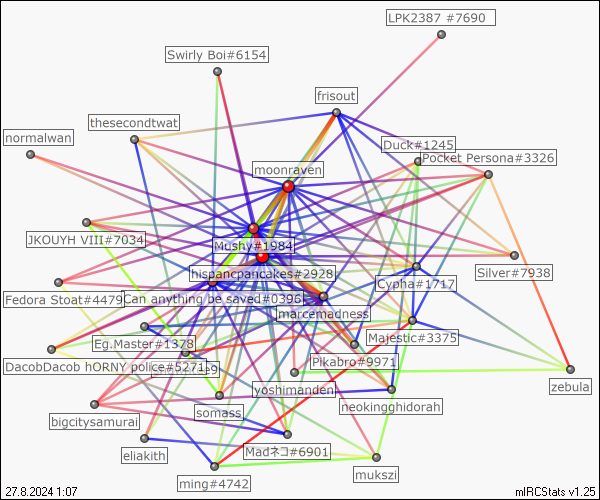 LPK2387 #7690
Swirly Boi#6154
frisout
thesecondtwat
normalwan
Duck#1245
Pocket Persona#3326
moonraven
JKOUYH VIII#7034
Mushy#1984
hispancpancakes#2928
Silver#7938
Cypha#1717
Fedora Stoat#4479
Can anything be saved#0396
marcemadness
Eg.Master#1378
Majestic#3375
DacobDacob hORNY police#5271
Pikabro#9971
zebula
yoshimanden
somass
neokingghidorah
bigcitysamurai
eliakith
Madネコ#6901
mukszi
ming#4742
27.8.2024 1:07
mIRCStats v1.25